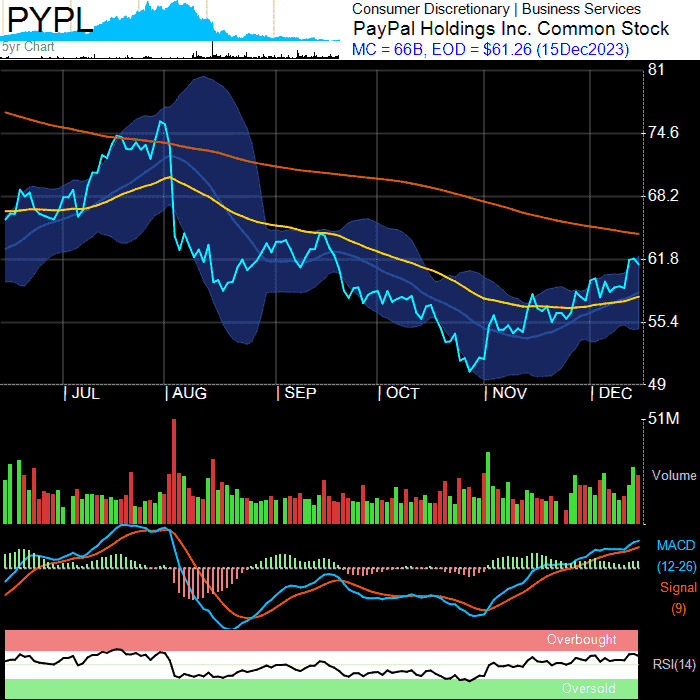 PYPL
5yr Chart
Consumer Discretionary | Business Services
PayPal Holdings Inc. Common Stock
MC = 66B, EOD = $61.26 (15Dec2023)
81
74.6
68.2
61.8
55.4
49
| JUL
| AUG
| SEP
| OCT
| NOV
| DEC
51M
Volume
MACD
(12-26)
Signal
(9)
Overbought
RSI(14)
Oversold